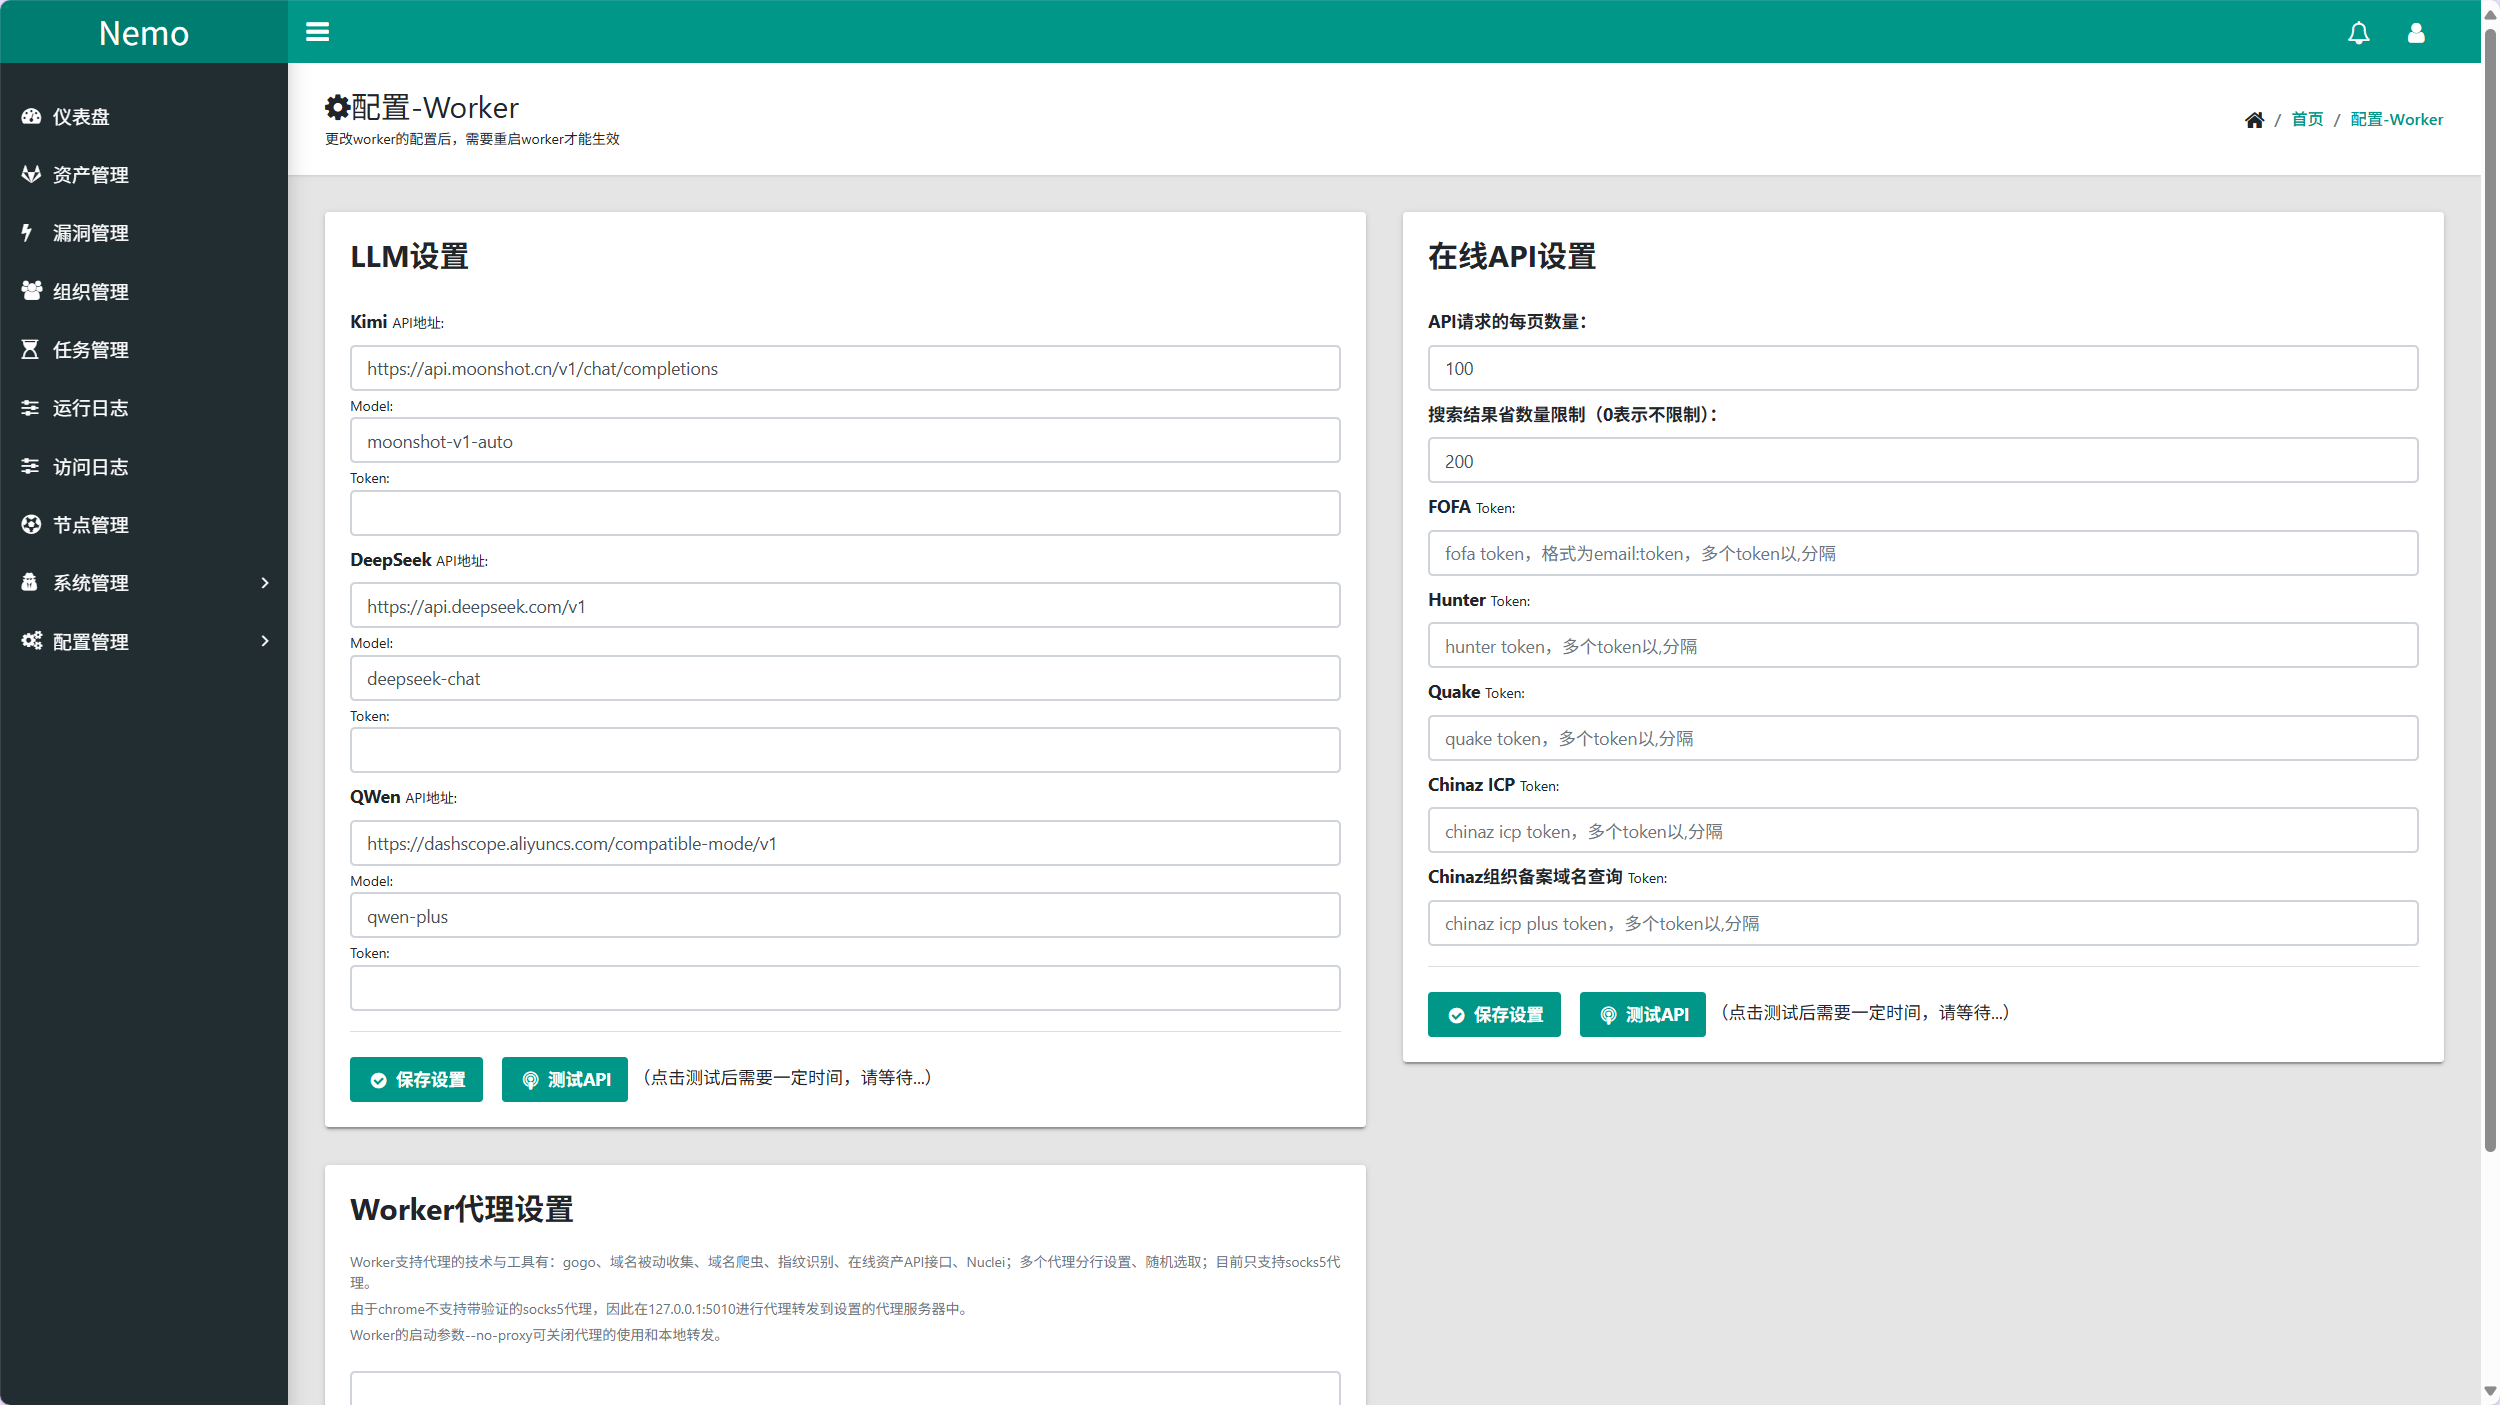 Nemo
仪表盘
资产管理
漏洞管理
组织管理
任务管理
运行日志
访问日志
节点管理
系统管理
配置管理
配置-Worker
更改worker的配置后，需要重启worker才能生效
/ 首页 / 配置-Worker
LLM设置
Kimi API地址:
https://api.moonshot.cn/v1/chat/completions
Model:
moonshot-v1-auto
Token:
DeepSeek API地址:
https://api.deepseek.com/v1
Model:
deepseek-chat
Token:
QWen API地址:
https://dashscope.aliyuncs.com/compatible-mode/v1
Model:
qwen-plus
Token:
保存设置 测试API （点击测试后需要一定时间，请等待...）
在线API设置
API请求的每页数量：
100
搜索结果省数量限制（0表示不限制）：
200
FOFA Token:
fofa token，格式为email:token，多个token以,分隔
Hunter Token:
hunter token，多个token以,分隔
Quake Token:
quake token，多个token以,分隔
Chinaz ICP Token:
chinaz icp token，多个token以,分隔
Chinaz组织备案域名查询 Token:
chinaz icp plus token，多个token以,分隔
保存设置 测试API （点击测试后需要一定时间，请等待...）
Worker代理设置
Worker支持代理的技术与工具有：gogo、域名被动收集、域名爬虫、指纹识别、在线资产API接口、Nuclei；多个代理分行设置、随机选取；目前只支持socks5代
理。
由于chrome不支持带验证的socks5代理，因此在127.0.0.1:5010进行代理转发到设置的代理服务器中。
Worker的启动参数--no-proxy可关闭代理的使用和本地转发。